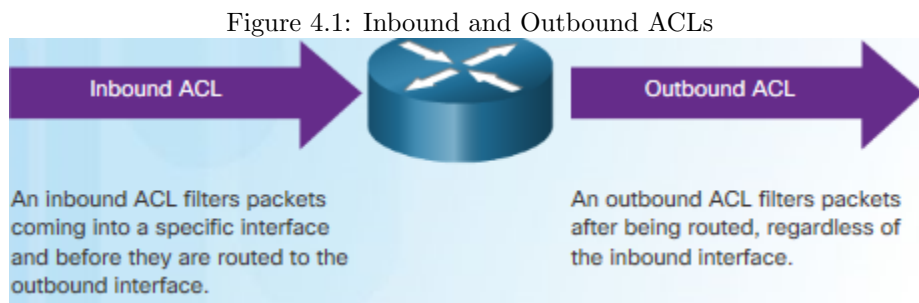 Figure 4.1: Inbound and Outbound ACLs
Inbound ACL
Outbound ACL
An inbound ACL filters packets
coming into a specific interface
and before they are routed to the
outbound interface.
An outbound ACL filters packets
after being routed, regardless of
the inbound interface.